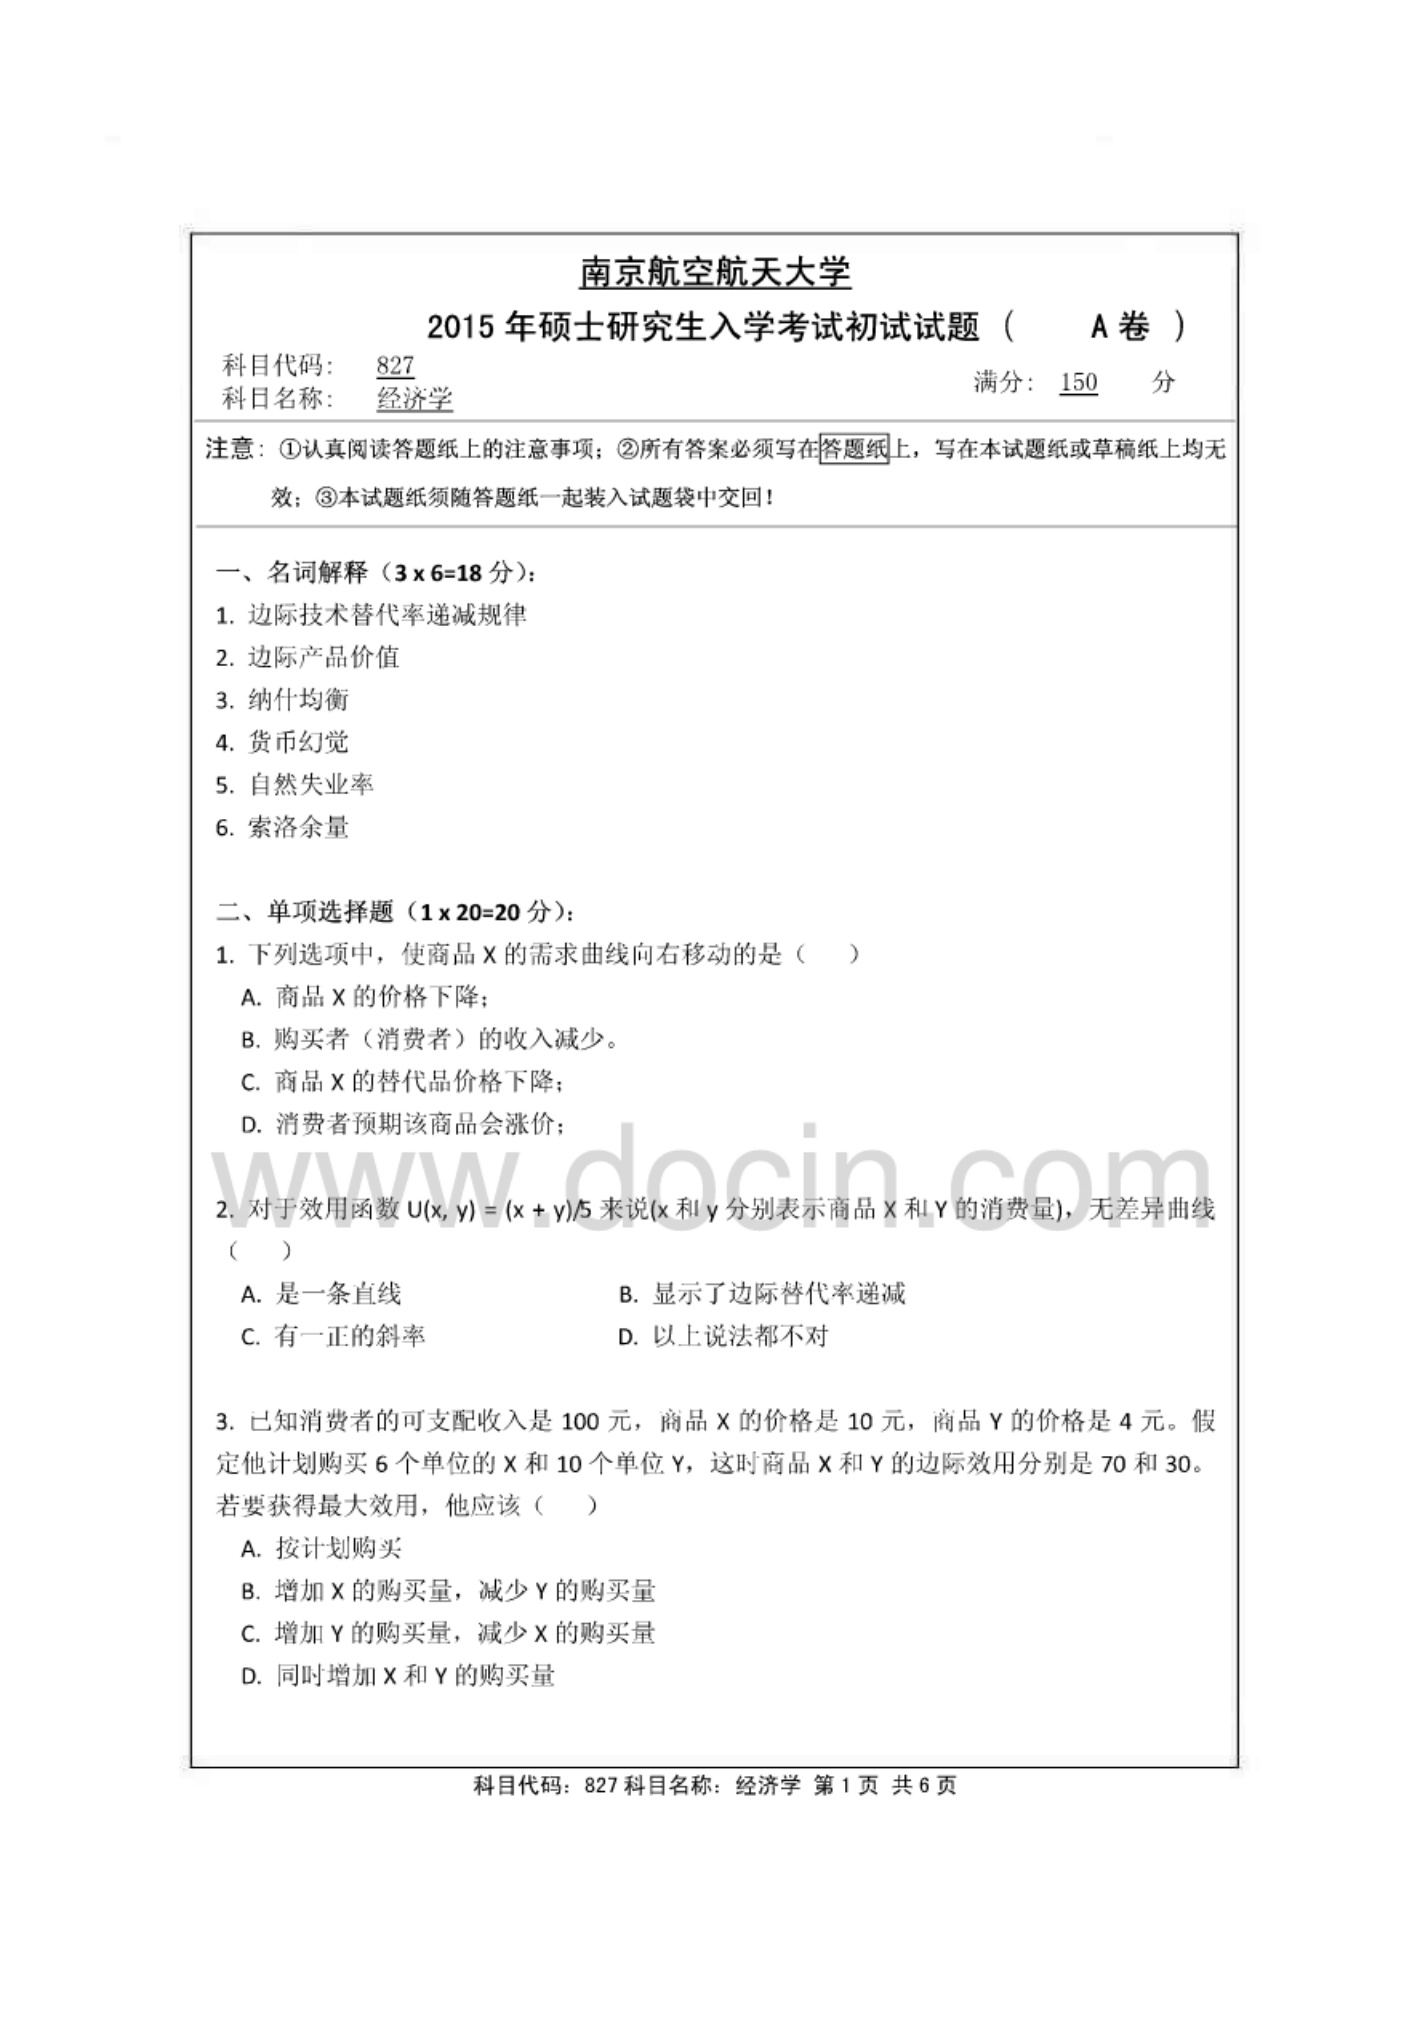 南京航空航天大学
2015 年硕士研究生入学考试初试试题（ A 卷 ）
科目代码： 827
满分： 150 分
科目名称： 经济学
注意：①认真阅读答题纸上的注意事项；②所有答案必须写在答题纸上，写在本试题纸或草稿纸上均无
效；③本试题纸须随答题纸一起装入试题袋中交回！
一、名词解释（3 x 6=18 分）：
1. 边际技术替代率递减规律
2. 边际产品价值
3. 纳什均衡
4. 货币幻觉
5. 自然失业率
6. 索洛余量
二、单项选择题（1 x 20=20 分）：
1. 下列选项中，使商品 X 的需求曲线向右移动的是（ ）
A. 商品 X 的价格下降；
B. 购买者（消费者）的收入减少。
C. 商品 X 的替代品价格下降；
D. 消费者预期该商品会涨价；
www.docin.com
2. 对于效用函数 U(x, y) = (x + y)/5 来说(x 和 y 分别表示商品 X 和 Y 的消费量)，无差异曲线
（ ）
A. 是一条直线 B. 显示了边际替代率递减
C. 有一正的斜率 D. 以上说法都不对
3. 已知消费者的可支配收入是 100 元，商品 X 的价格是 10 元，商品 Y 的价格是 4 元。假
定他计划购买 6 个单位的 X 和 10 个单位 Y，这时商品 X 和 Y 的边际效用分别是 70 和 30。
若要获得最大效用，他应该（ ）
A. 按计划购买
B. 增加 X 的购买量，减少 Y 的购买量
C. 增加 Y 的购买量，减少 X 的购买量
D. 同时增加 X 和 Y 的购买量
科目代码：827 科目名称：经济学 第 1 页 共 6 页